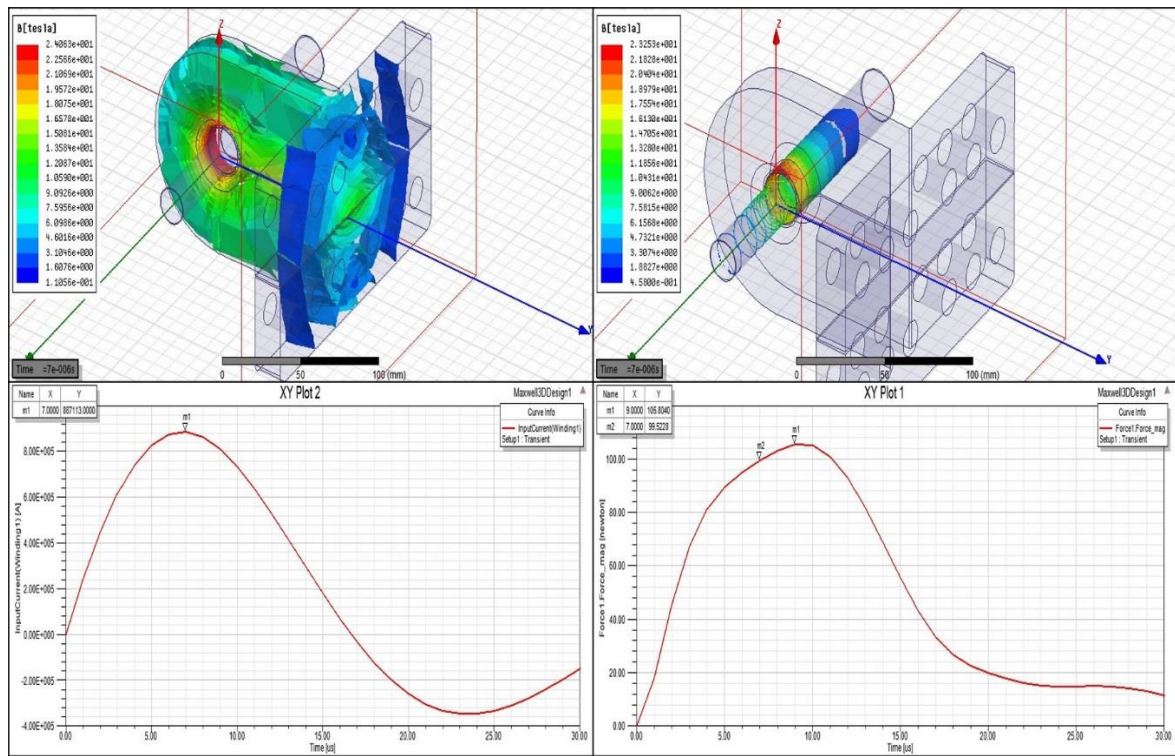 B[tesla]
2.4063e+001
2.2566e+001
2.1069e+001
1.9572e+001
1.8075e+001
1.6578e+001
1.5081e+001
1.3584e+001
1.2087e+001
1.0590e+001
9.0926e+000
7.5956e+000
6.0986e+000
4.6016e+000
3.1046e+000
1.6076e+000
1.1056e-001
Z
Y
Time =7e-006s
0 50 100 (mm)
B[tesla]
2.3253e+001
2.1828e+001
2.0404e+001
1.8979e+001
1.7554e+001
1.6130e+001
1.4705e+001
1.3280e+001
1.1856e+001
1.0431e+001
9.0062e+000
7.5815e+000
6.1568e+000
4.7321e+000
3.3074e+000
1.8827e+000
4.5800e-001
Z
Y
Time =7e-006s
0 50 100 (mm)
Name X Y
m1 7.0000 887113.0000
XY Plot 2
Maxwell3DDesign1
Curve Info
InputCurrent(Winding1)
Setup1 : Transient
m1
InputCurrent(Winding1) [A]
8.00E+005
6.00E+005
4.00E+005
2.00E+005
0.00E+000
-2.00E+005
-4.00E+005
0.00 5.00 10.00 15.00 20.00 25.00 30.00
Time [us]
Name X Y
m1 9.0000 105.8040
m2 7.0000 99.5228
XY Plot 1
Maxwell3DDesign1
Curve Info
Force1.Force_mag
Setup1 : Transient
m2 m1
Force1.Force_mag [newton]
100.00
80.00
60.00
40.00
20.00
0.00
0.00 5.00 10.00 15.00 20.00 25.00 30.00
Time [us]